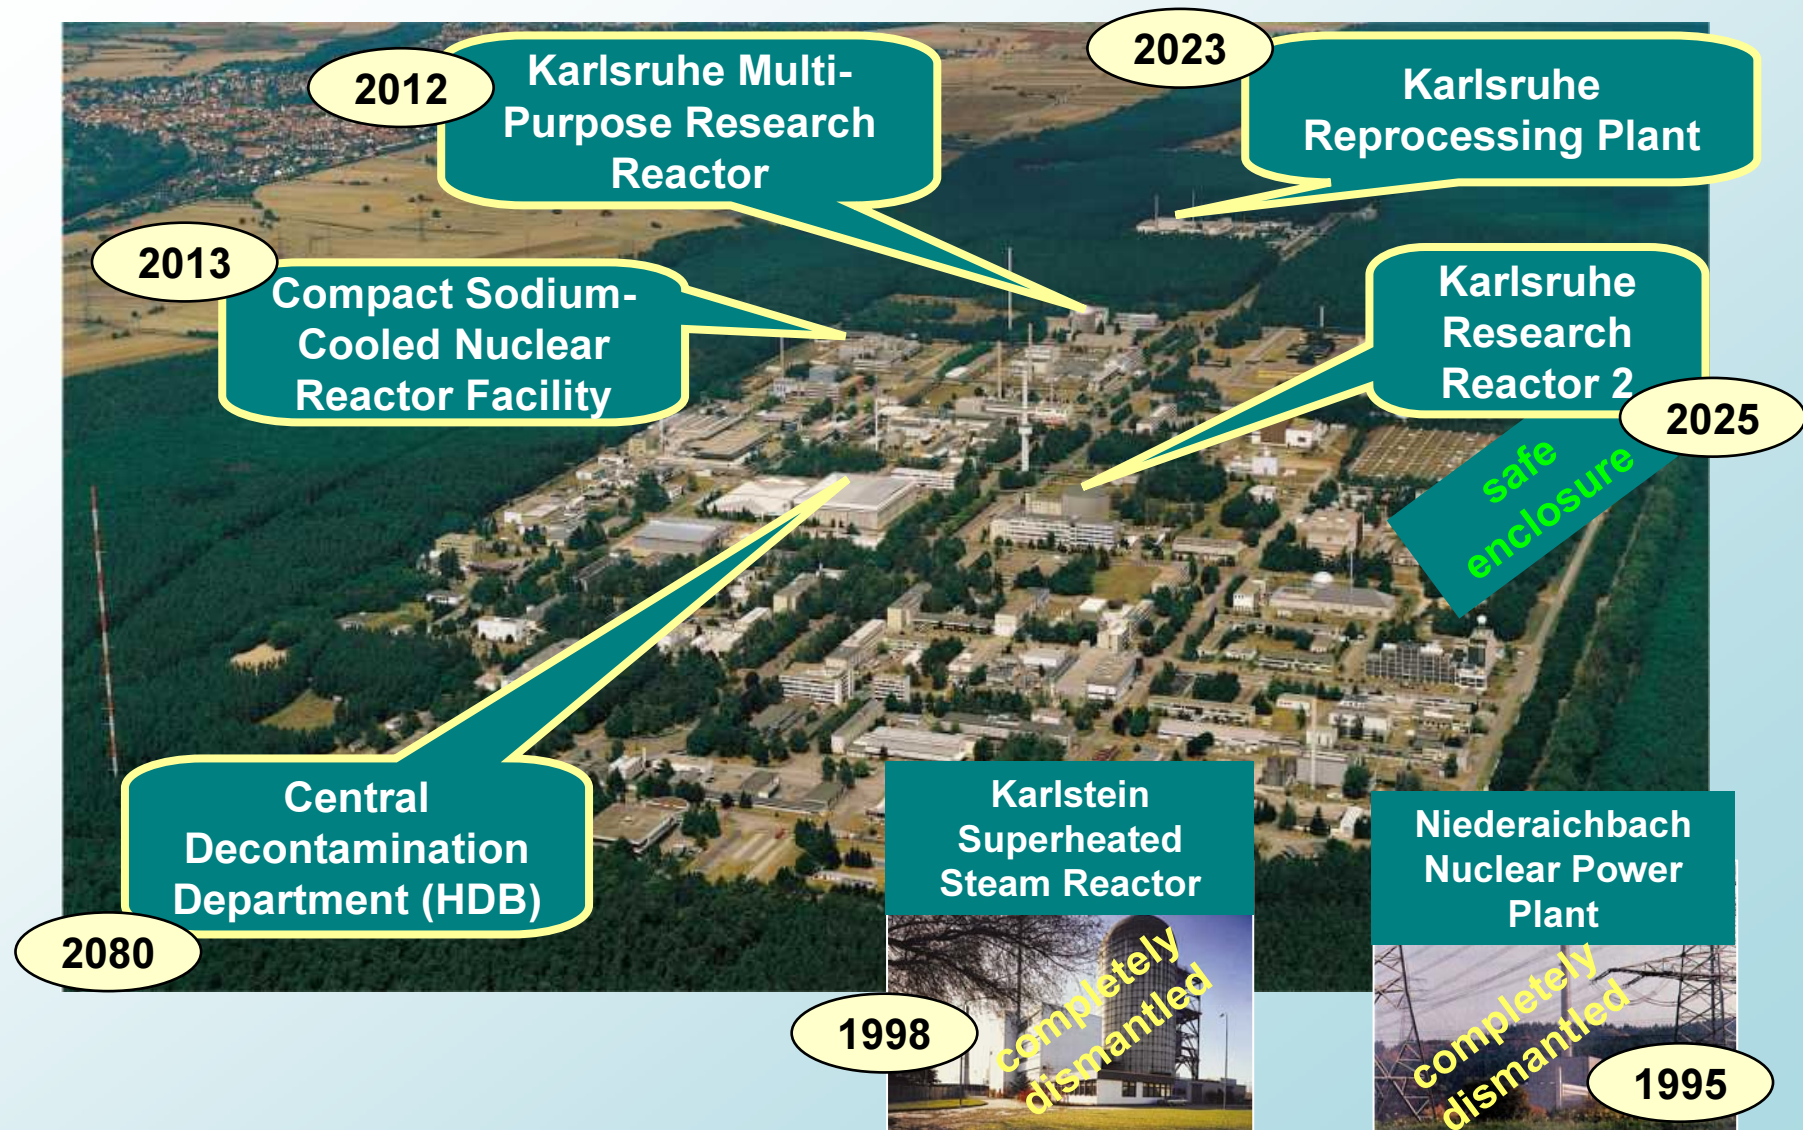 2012
Karlsruhe Multi-
Purpose Research
Reactor
2023
Karlsruhe
Reprocessing Plant
2013
Compact Sodium-
Cooled Nuclear
Reactor Facility
Karlsruhe
Research
Reactor 2
2025
safe
enclosure
Central
Decontamination
Department (HDB)
2080
Karlstein
Superheated
Steam Reactor
completely
dismantled
1998
Niederaichbach
Nuclear Power
Plant
completely
dismantled
1995